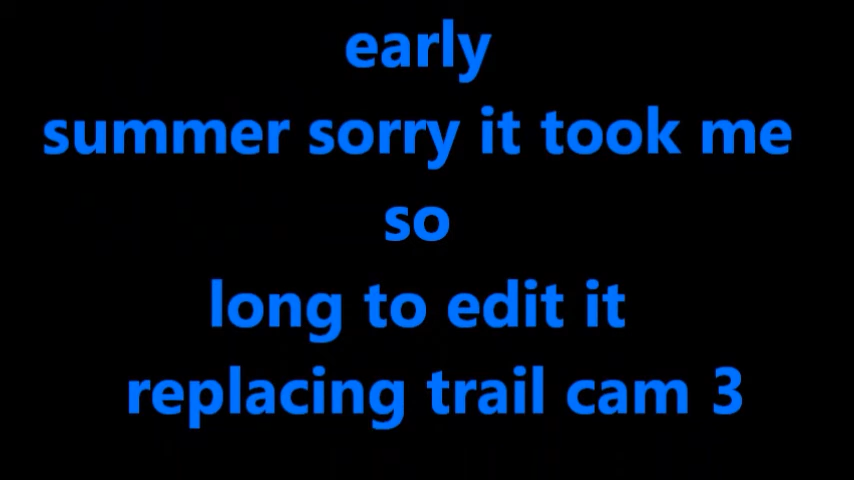 early
summer sorry it took me
so
long to edit it
replacing trail cam 3